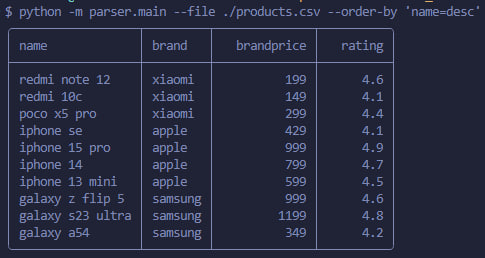 $ python -m parser.main --file ./products.csv --order-by 'name=desc'
name brand brandprice rating
redmi note 12 xiaomi 199 4.6
redmi 10c xiaomi 149 4.1
poco x5 pro xiaomi 299 4.4
iphone se apple 429 4.1
iphone 15 pro apple 999 4.9
iphone 14 apple 799 4.7
iphone 13 mini apple 599 4.5
galaxy z flip 5 samsung 999 4.6
galaxy s23 ultra samsung 1199 4.8
galaxy a54 samsung 349 4.2